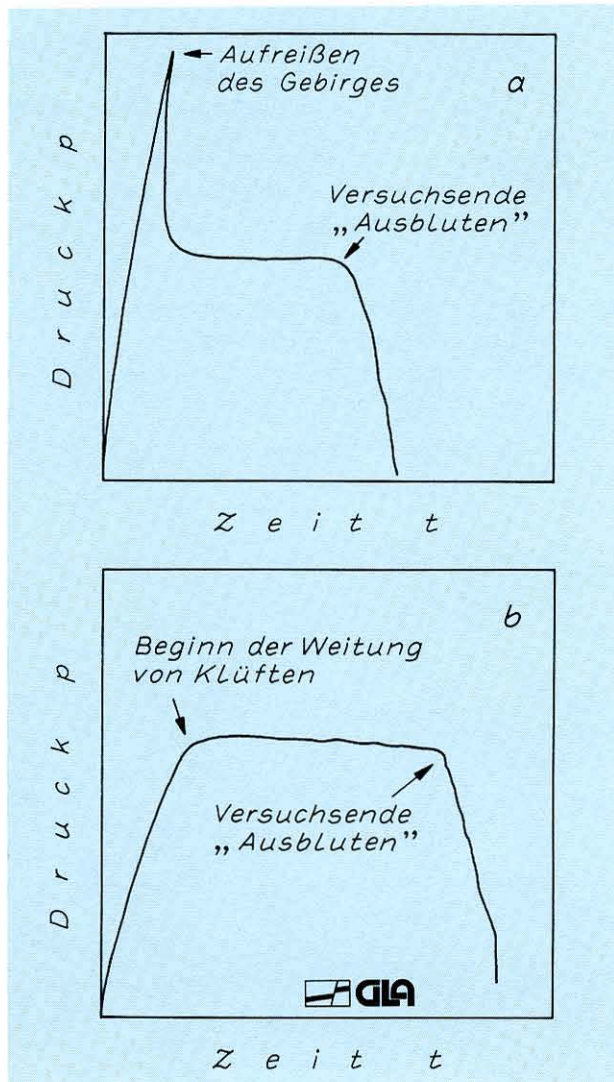 Aufreißen
des Gebirges
a
Versuchsende
„Ausbluten”
Druck p
Zeit t
b
Beginn der Weitung
von Klüften
Versuchsende
„Ausbluten”
Druck p
GLA
Zeit t